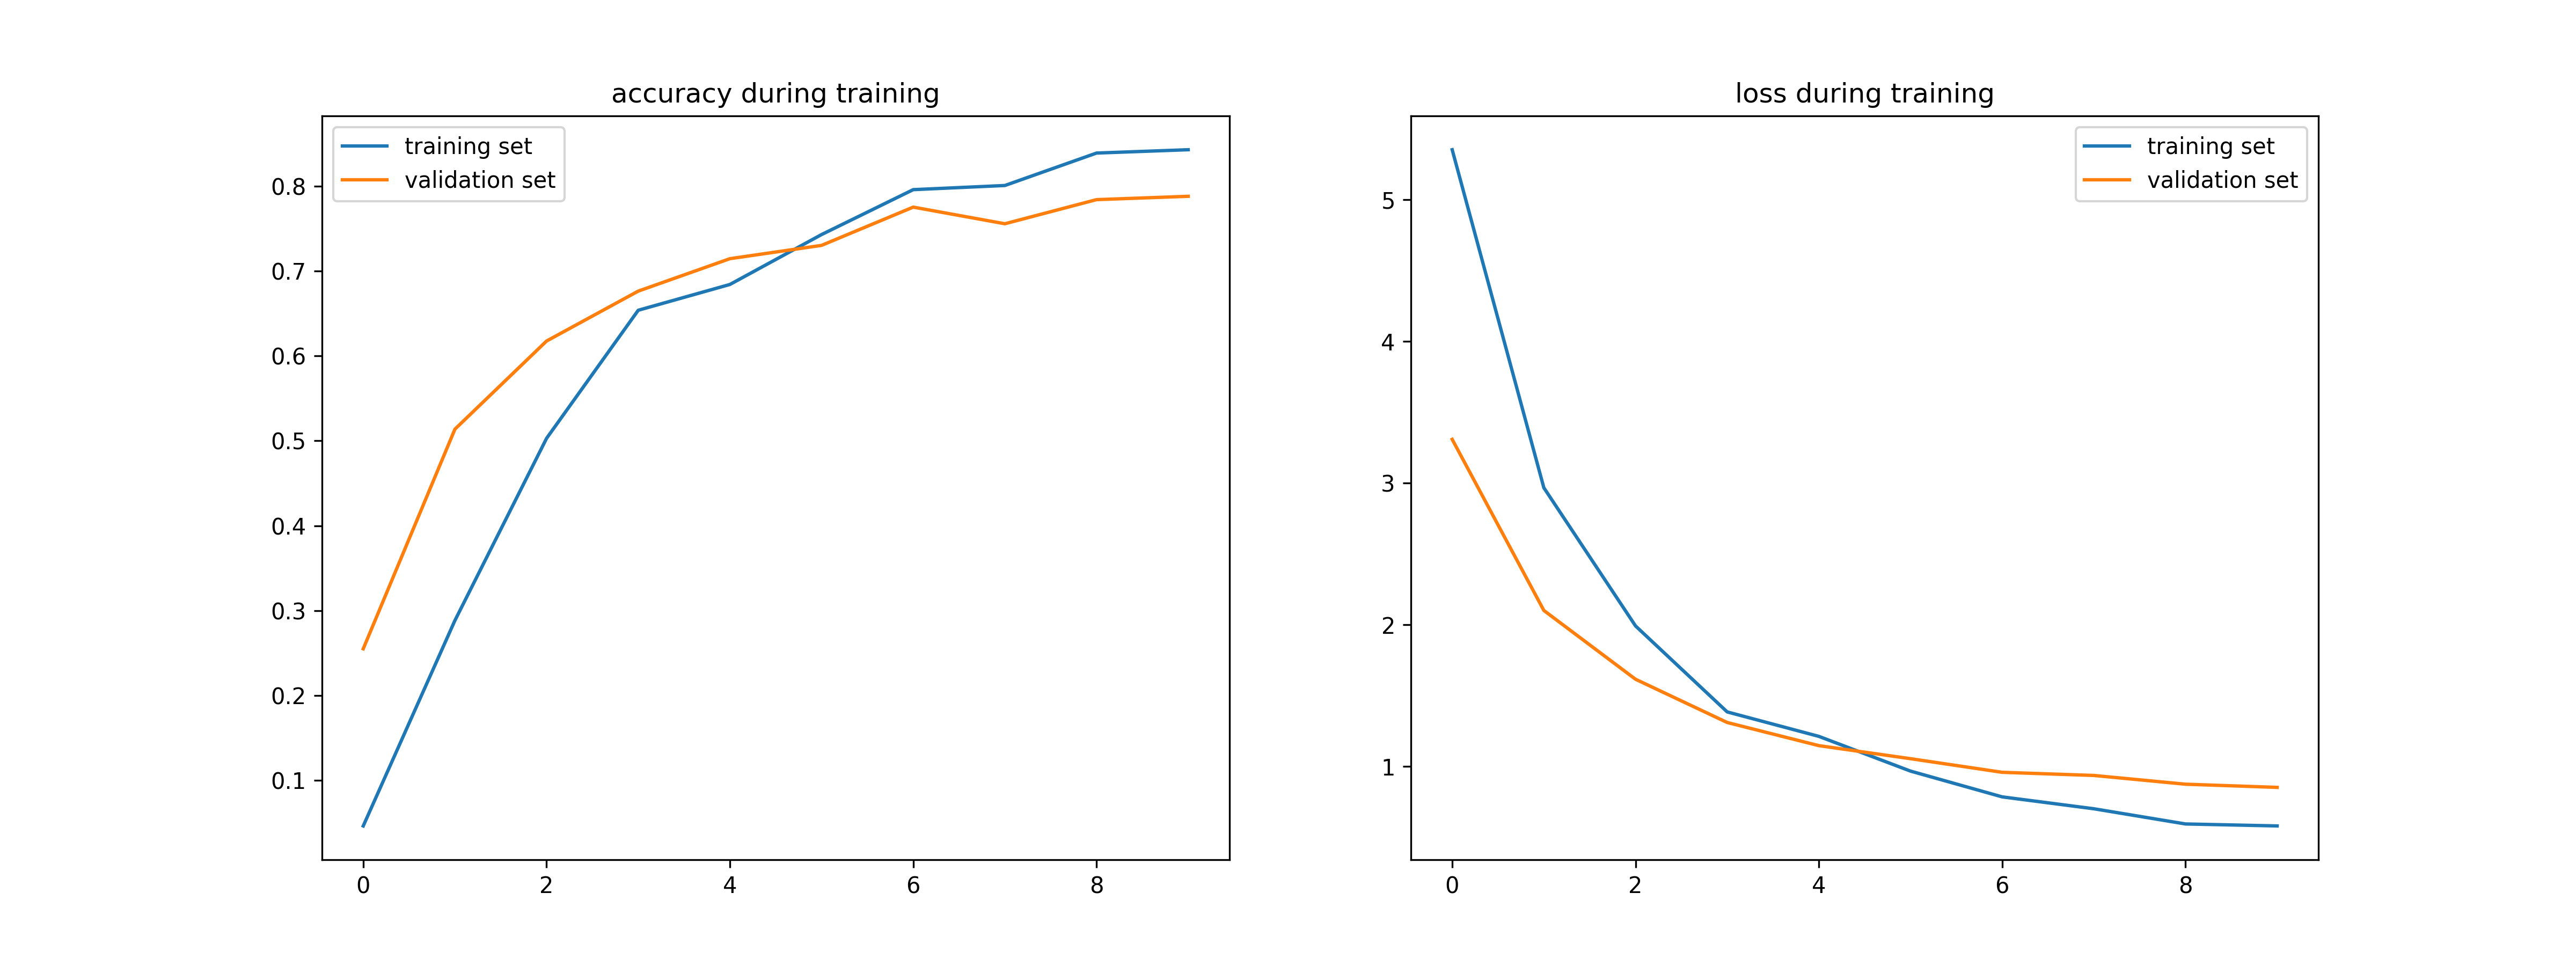 accuracy during training
training set
validation set
0.8
0.7
0.6
0.5
0.4
0.3
0.2
0.1
0 2 4 6 8
loss during training
training set
validation set
5
4
3
2
1
0 2 4 6 8